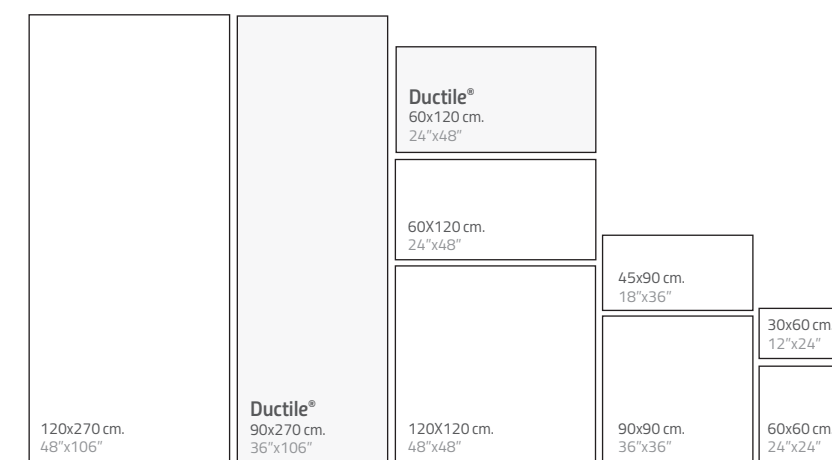 120x270 cm.
48"x106"
Ductile®
90x270 cm.
36"x106"
Ductile®
60x120 cm.
24"x48"
60X120 cm.
24"x48"
120X120 cm.
48"x48"
45x90 cm.
18"x36"
90x90 cm.
36"x36"
30x60 cm
12"x24"
60x60 cm
24"x24"